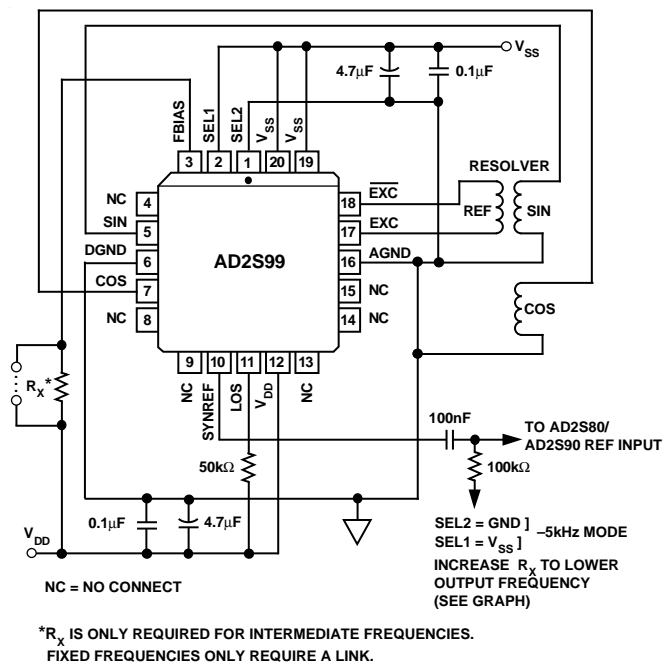 V_SS
4.7µF
0.1µF
FBIAS
SEL1
SEL2
V_SS
V_SS
3
2
1
20
19
RESOLVER
NC
4
18
EXC
REF
SIN
SIN
5
17
EXC
DGND
6
AD2S99
16
AGND
COS
7
15
NC
COS
NC
8
14
NC
9
10
11
12
13
NC
SYNREF
LOS
V_DD
NC
R_X*
100nF
TO AD2S80/
AD2S90 REF INPUT
50kΩ
100kΩ
0.1µF
4.7µF
V_DD
SEL2 = GND ]
SEL1 = V_SS ]
–5kHz MODE
INCREASE R_X TO LOWER
OUTPUT FREQUENCY
(SEE GRAPH)
NC = NO CONNECT
*R_X IS ONLY REQUIRED FOR INTERMEDIATE FREQUENCIES.
FIXED FREQUENCIES ONLY REQUIRE A LINK.